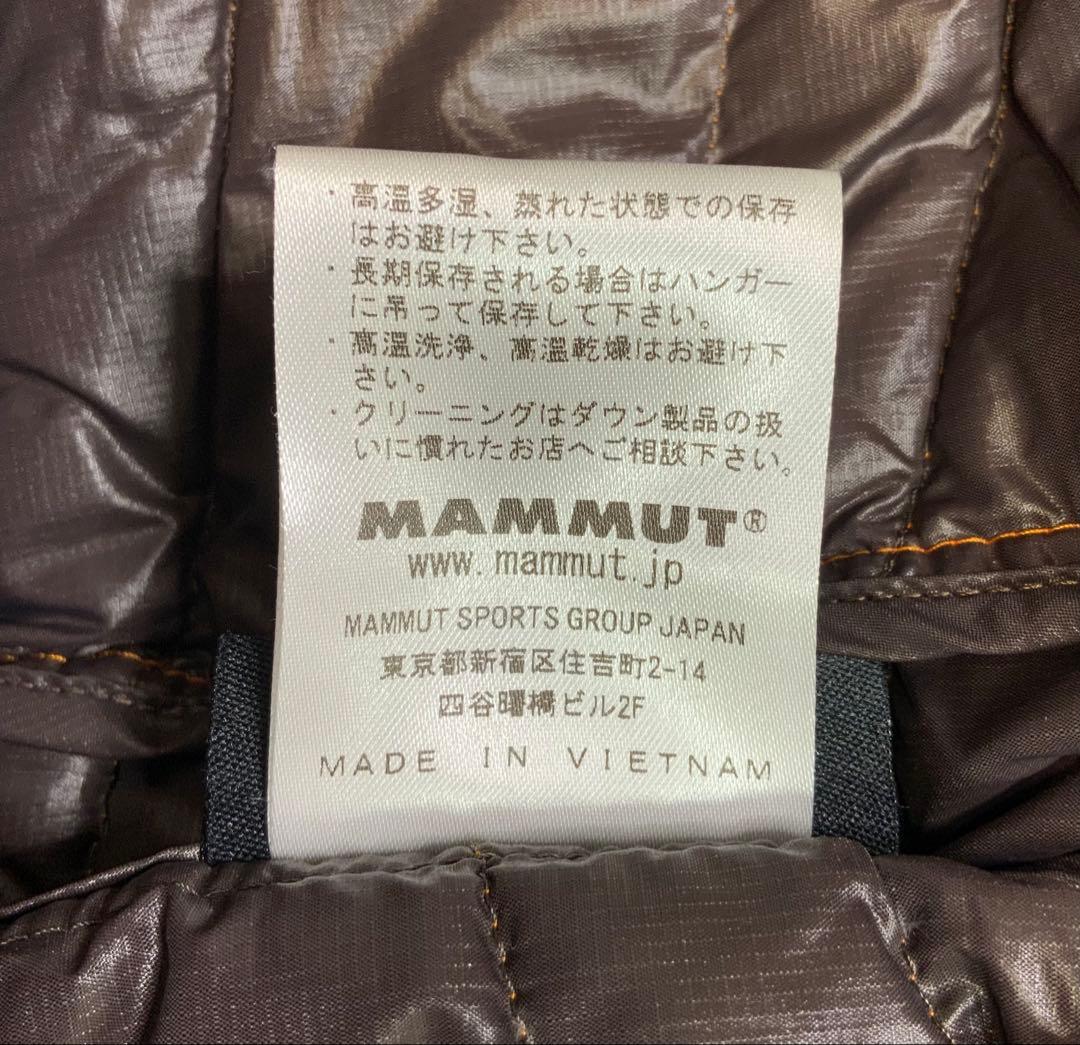 ・高温多湿、蒸れた状態での保存
はお避け下さい。
・長期保存される場合はハンガー
に吊って保存して下さい。
・高温洗浄、高温乾燥はお避け下
さい。
・クリーニングはダウン製品の扱
いに慣れたお店へご相談下さい。
MAMMUT®
www.mammut.jp
MAMMUT SPORTS GROUP JAPAN
東京都新宿区住吉町2-14
四谷曙橋ビル2F
MADE IN VIETNAM